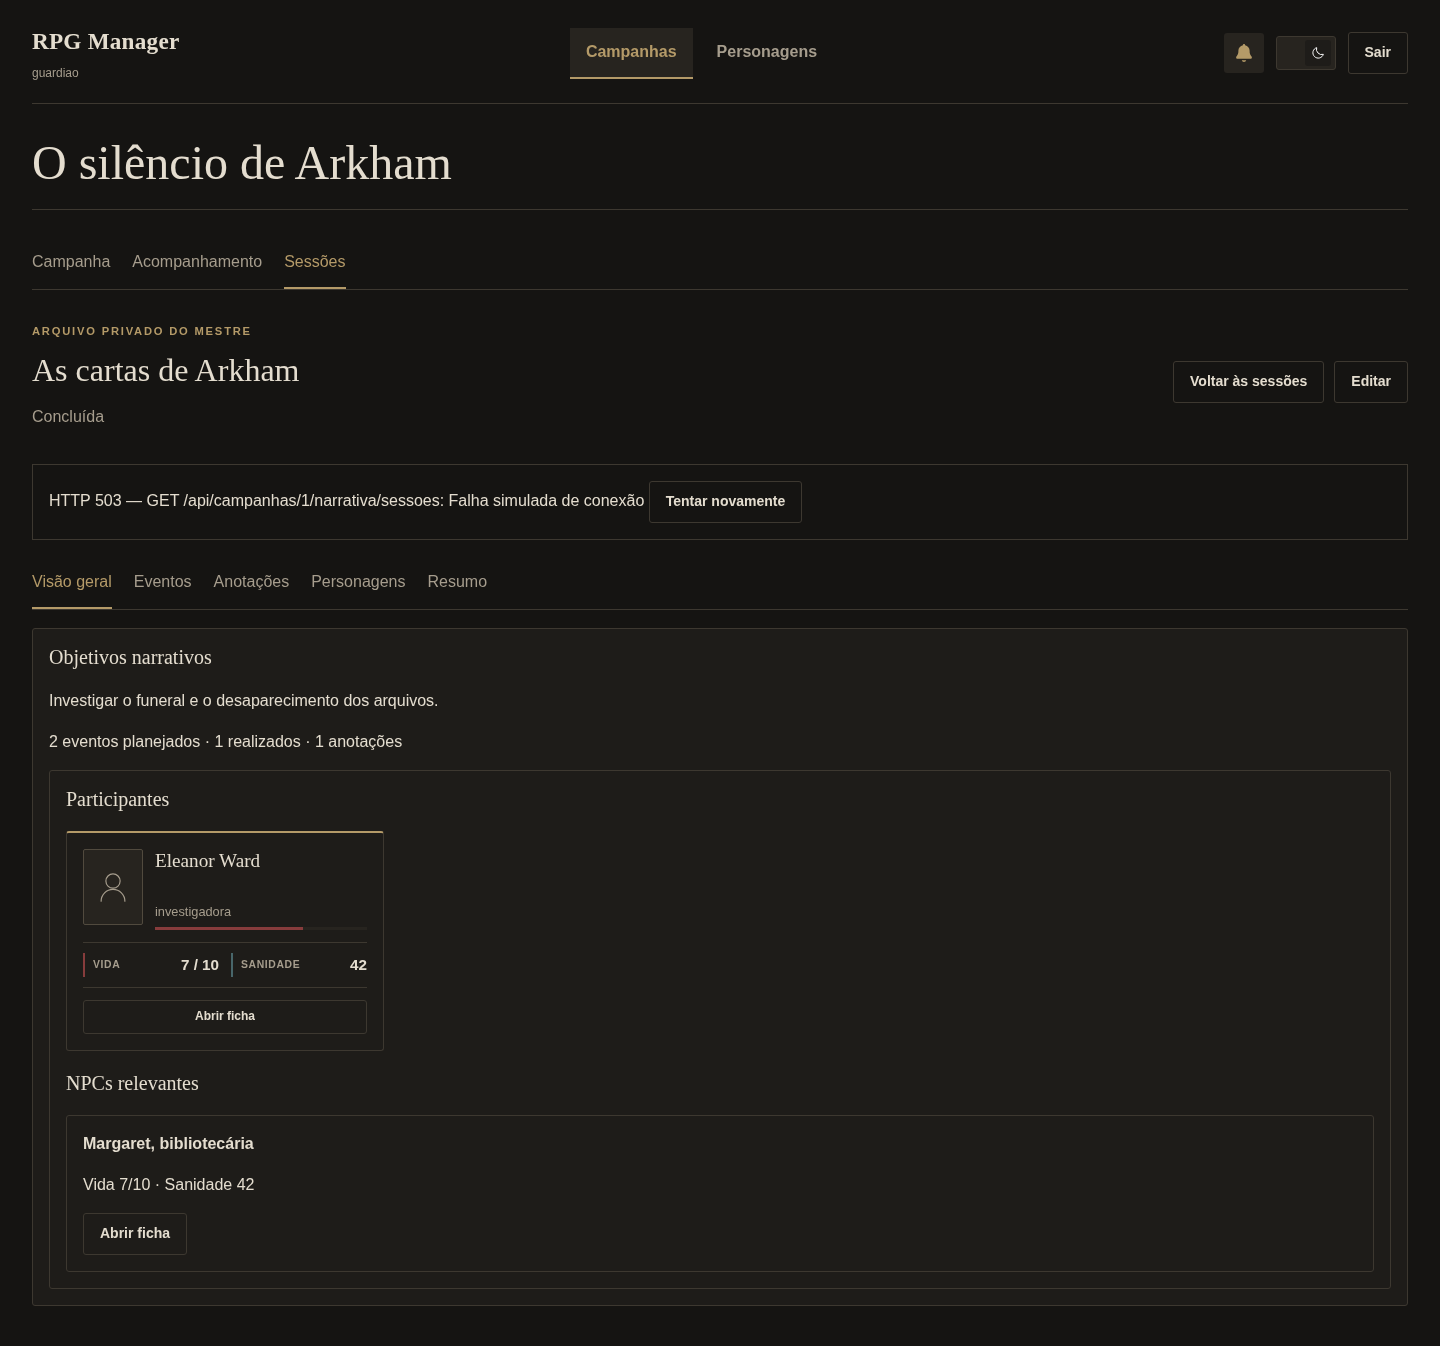 RPG Manager
guardiao
Campanhas
Personagens
Sair
O silêncio de Arkham
Campanha
Acompanhamento
Sessões
ARQUIVO PRIVADO DO MESTRE
As cartas de Arkham
Concluída
Voltar às sessões
Editar
HTTP 503 — GET /api/campanhas/1/narrativa/sessoes: Falha simulada de conexão
Tentar novamente
Visão geral
Eventos
Anotações
Personagens
Resumo
Objetivos narrativos
Investigar o funeral e o desaparecimento dos arquivos.
2 eventos planejados · 1 realizados · 1 anotações
Participantes
Eleanor Ward
investigadora
VIDA
7 / 10
SANIDADE
42
Abrir ficha
NPCs relevantes
Margaret, bibliotecária
Vida 7/10 · Sanidade 42
Abrir ficha